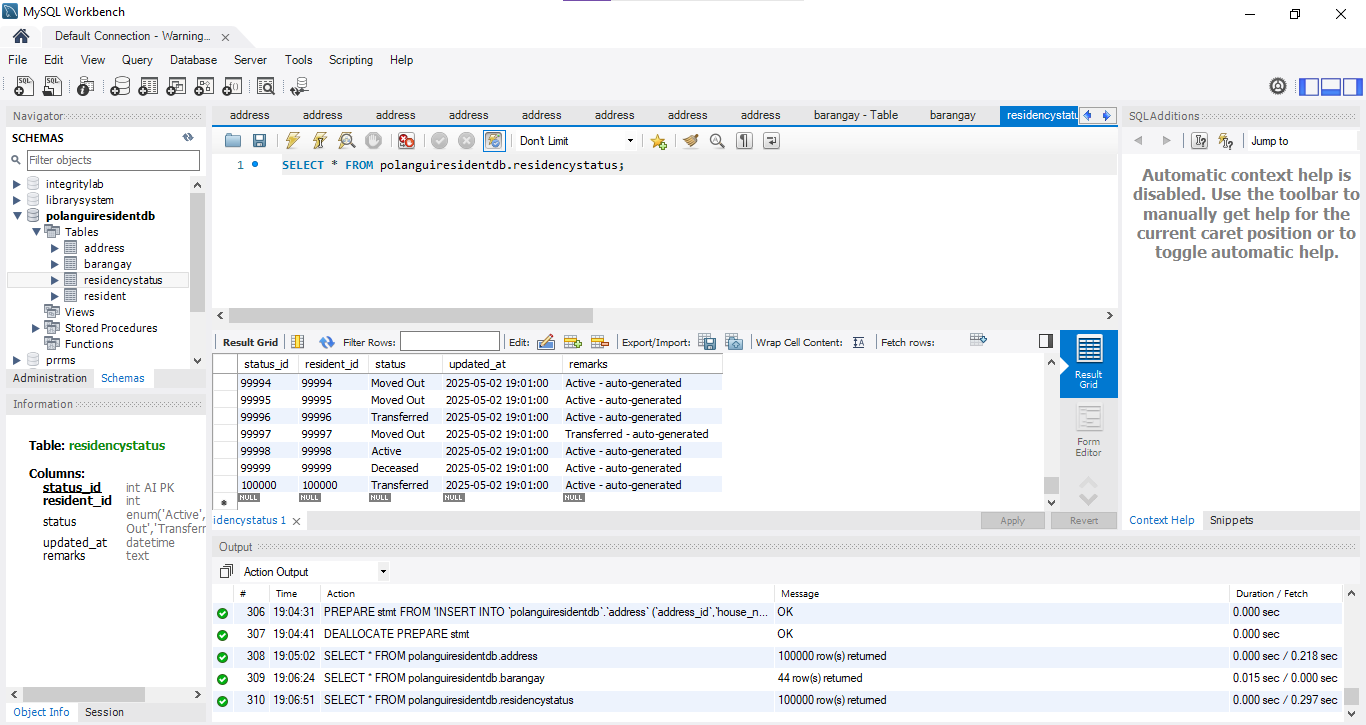 MySQL Workbench
Default Connection - Warning...
File Edit View Query Database Server Tools Scripting Help
Navigator
SCHEMAS
Filter objects
integritylab
librarysystem
polanguiresidentdb
Tables
address
barangay
residencystatus
resident
Views
Stored Procedures
Functions
prrms
Administration Schemas
Information
Table: residencystatus
Columns:
status_id int AI PK
resident_id int
status enum('Active',
Out','Transferr
updated_at datetime
remarks text
Object Info Session
address address address address address address address address barangay - Table barangay residencystatu
Don't Limit
1 SELECT * FROM polanguiresidentdb.residencystatus;
Result Grid Filter Rows: Edit: Export/Import: Wrap Cell Content: Fetch rows:
status_id resident_id status updated_at remarks
99994 99994 Moved Out 2025-05-02 19:01:00 Active - auto-generated
99995 99995 Moved Out 2025-05-02 19:01:00 Active - auto-generated
99996 99996 Transferred 2025-05-02 19:01:00 Active - auto-generated
99997 99997 Moved Out 2025-05-02 19:01:00 Transferred - auto-generated
99998 99998 Active 2025-05-02 19:01:00 Active - auto-generated
99999 99999 Deceased 2025-05-02 19:01:00 Active - auto-generated
100000 100000 Transferred 2025-05-02 19:01:00 Active - auto-generated
NULL NULL NULL NULL NULL
Result
Grid
Form
Editor
idencystatus 1 Apply Revert
SQLAdditions
Jump to
Automatic context help is
disabled. Use the toolbar to
manually get help for the
current caret position or to
toggle automatic help.
Context Help Snippets
Output
Action Output
# Time Action Message Duration / Fetch
306 19:04:31 PREPARE stmt FROM 'INSERT INTO `polanguiresidentdb`.`address` (`address_id`,`house_n... OK 0.000 sec
307 19:04:41 DEALLOCATE PREPARE stmt OK 0.000 sec
308 19:05:02 SELECT * FROM polanguiresidentdb.address 100000 row(s) returned 0.000 sec / 0.218 sec
309 19:06:24 SELECT * FROM polanguiresidentdb.barangay 44 row(s) returned 0.015 sec / 0.000 sec
310 19:06:51 SELECT * FROM polanguiresidentdb.residencystatus 100000 row(s) returned 0.000 sec / 0.297 sec